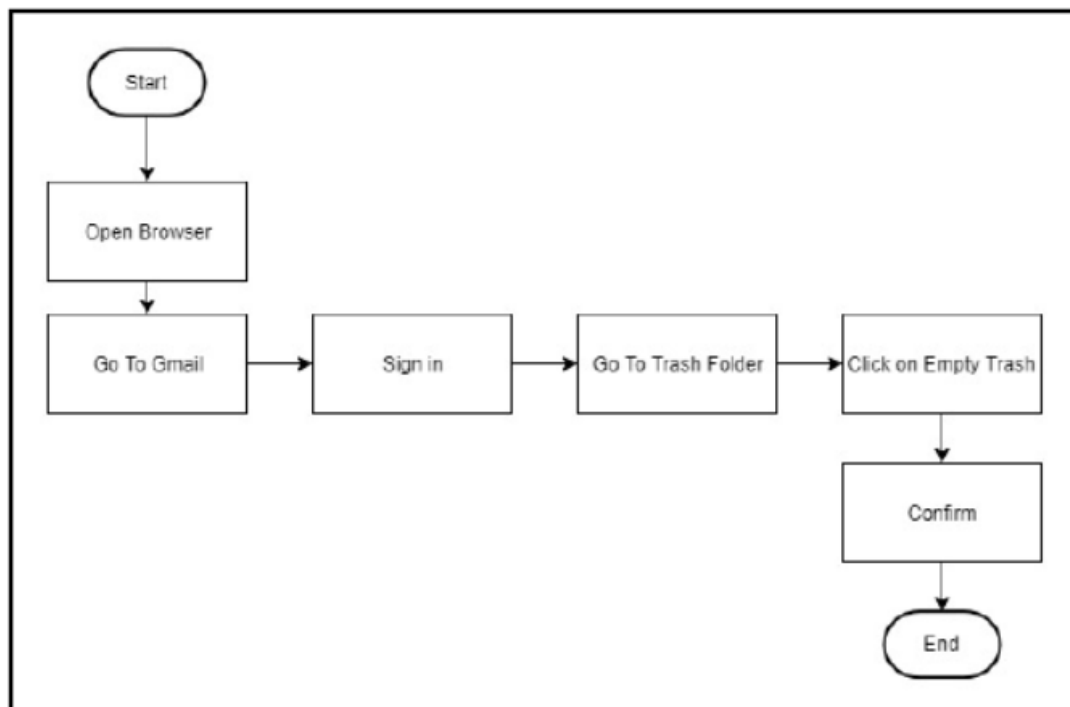 Start
Open Browser
Go To Gmail
Sign in
Go To Trash Folder
Click on Empty Trash
Confirm
End